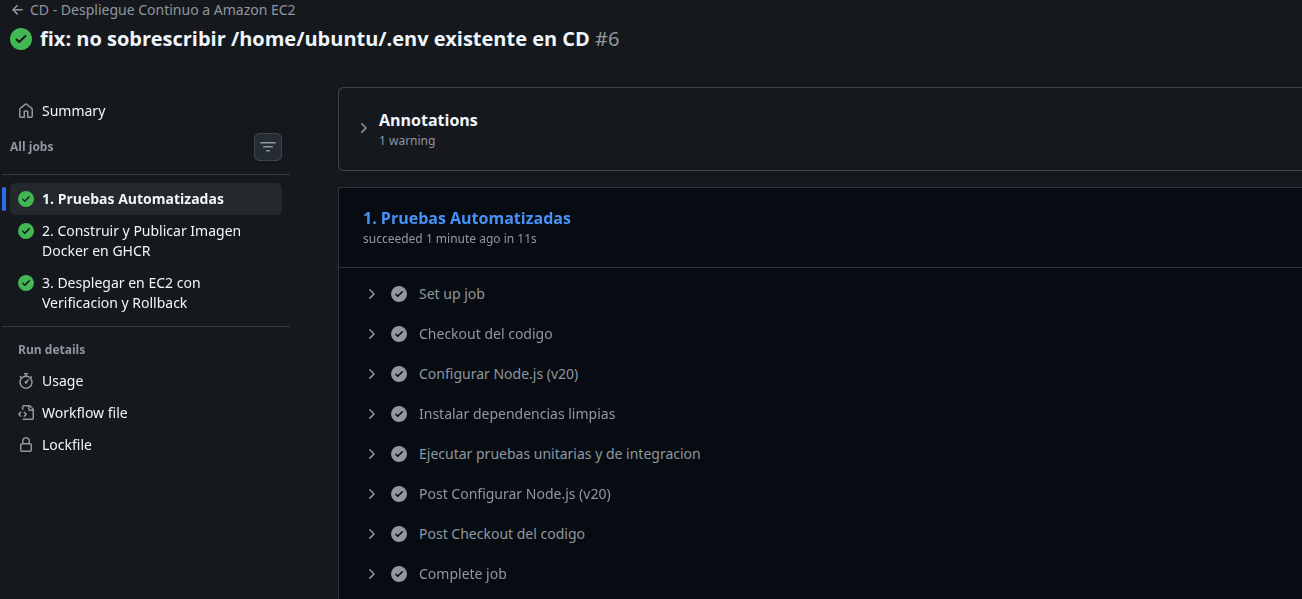 CD - Despliegue Continuo a Amazon EC2
fix: no sobrescribir /home/ubuntu/.env existente en CD #6
Summary
All jobs
1. Pruebas Automatizadas
2. Construir y Publicar Imagen
Docker en GHCR
3. Desplegar en EC2 con
Verificacion y Rollback
Run details
Usage
Workflow file
Lockfile
Annotations
1 warning
1. Pruebas Automatizadas
succeeded 1 minute ago in 11s
Set up job
Checkout del codigo
Configurar Node.js (v20)
Instalar dependencias limpias
Ejecutar pruebas unitarias y de integracion
Post Configurar Node.js (v20)
Post Checkout del codigo
Complete job